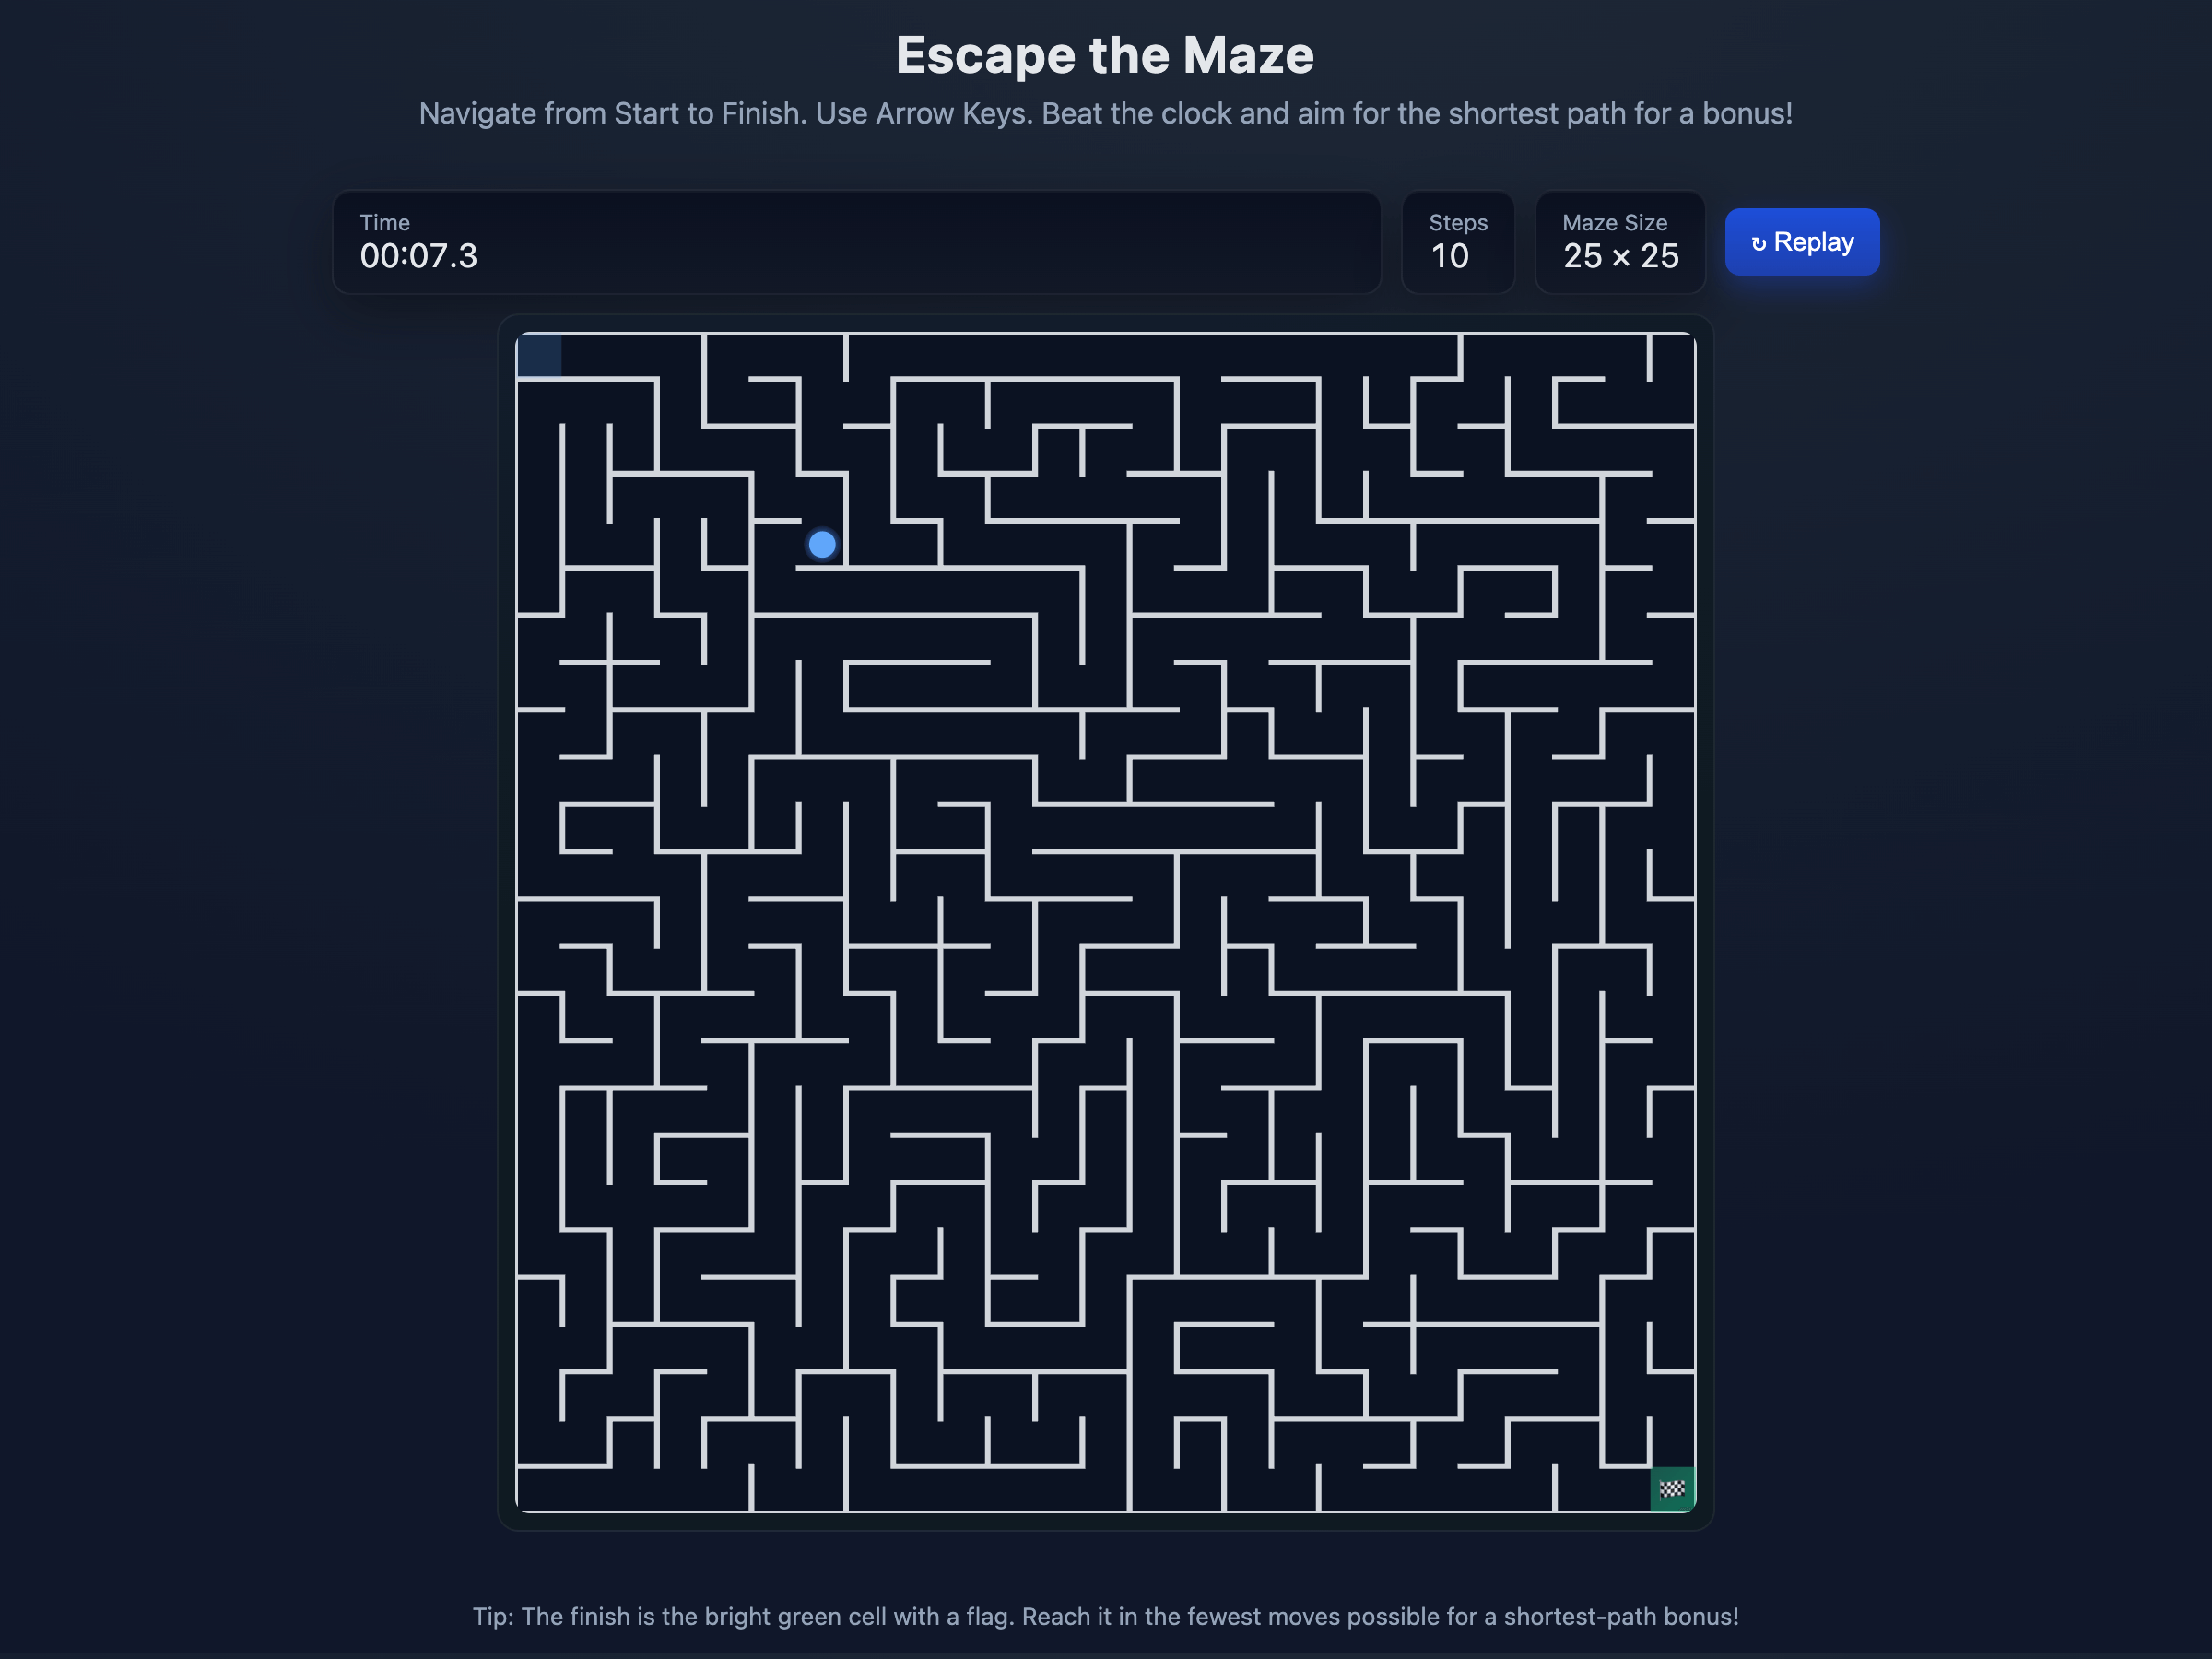 Escape the Maze
Navigate from Start to Finish. Use Arrow Keys. Beat the clock and aim for the shortest path for a bonus!
Time
00:07.3
Steps
10
Maze Size
25 × 25
↻ Replay
Tip: The finish is the bright green cell with a flag. Reach it in the fewest moves possible for a shortest-path bonus!